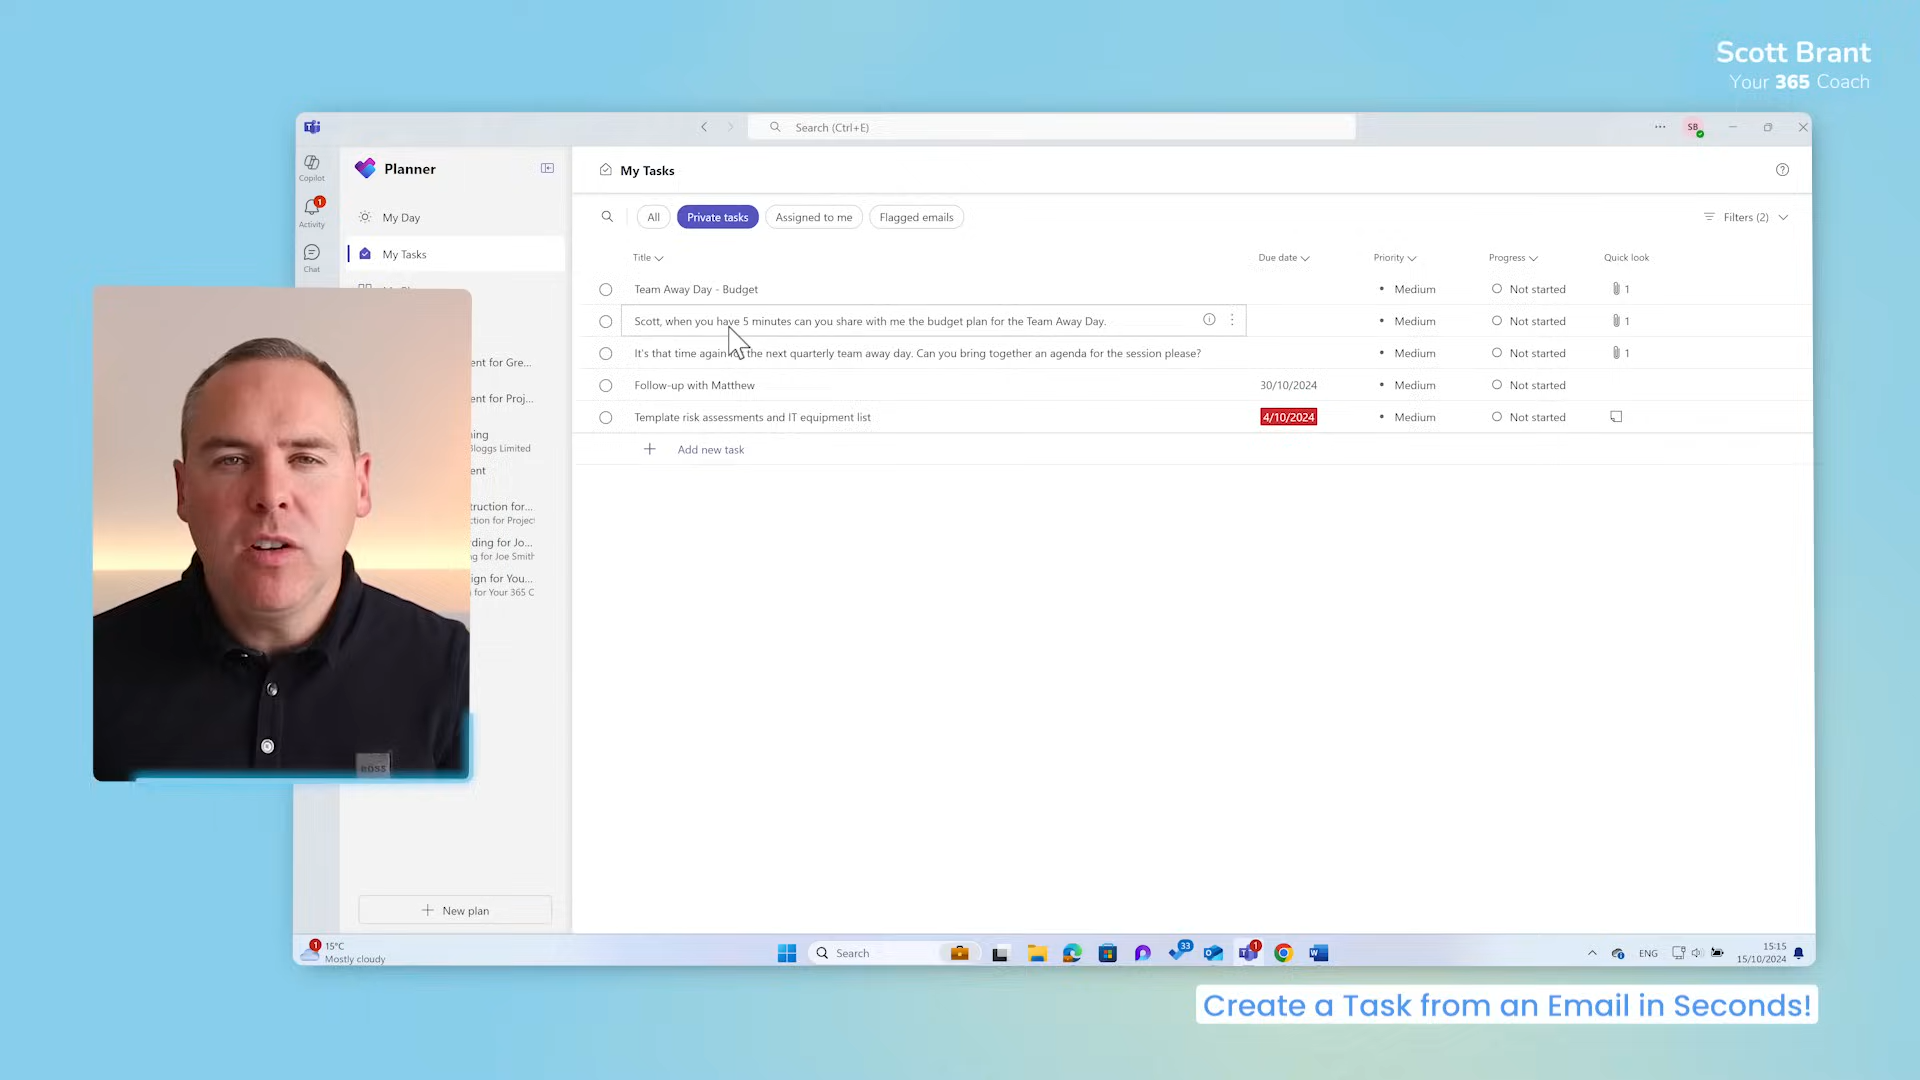 Scott Brant
Your 365 Coach
Search (Ctrl+E)
SB
Copilot
1
Activity
Chat
Planner
My Day
My Tasks
ent for Gre...
ent for Proj...
ning
Bloggs Limited
ent
truction for...
ction for Project
ding for Jo...
g for Joe Smith
ign for You...
for Your 365 C
New plan
My Tasks
All
Private tasks
Assigned to me
Flagged emails
Filters (2)
Title
Due date
Priority
Progress
Quick look
Team Away Day - Budget
Medium
Not started
1
Scott, when you have 5 minutes can you share with me the budget plan for the Team Away Day.
Medium
Not started
1
It's that time again the next quarterly team away day. Can you bring together an agenda for the session please?
Medium
Not started
1
Follow-up with Matthew
30/10/2024
Medium
Not started
Template risk assessments and IT equipment list
4/10/2024
Medium
Not started
Add new task
BOSS
1
15°C
Mostly cloudy
Search
33
1
ENG
15:15
15/10/2024
Create a Task from an Email in Seconds!